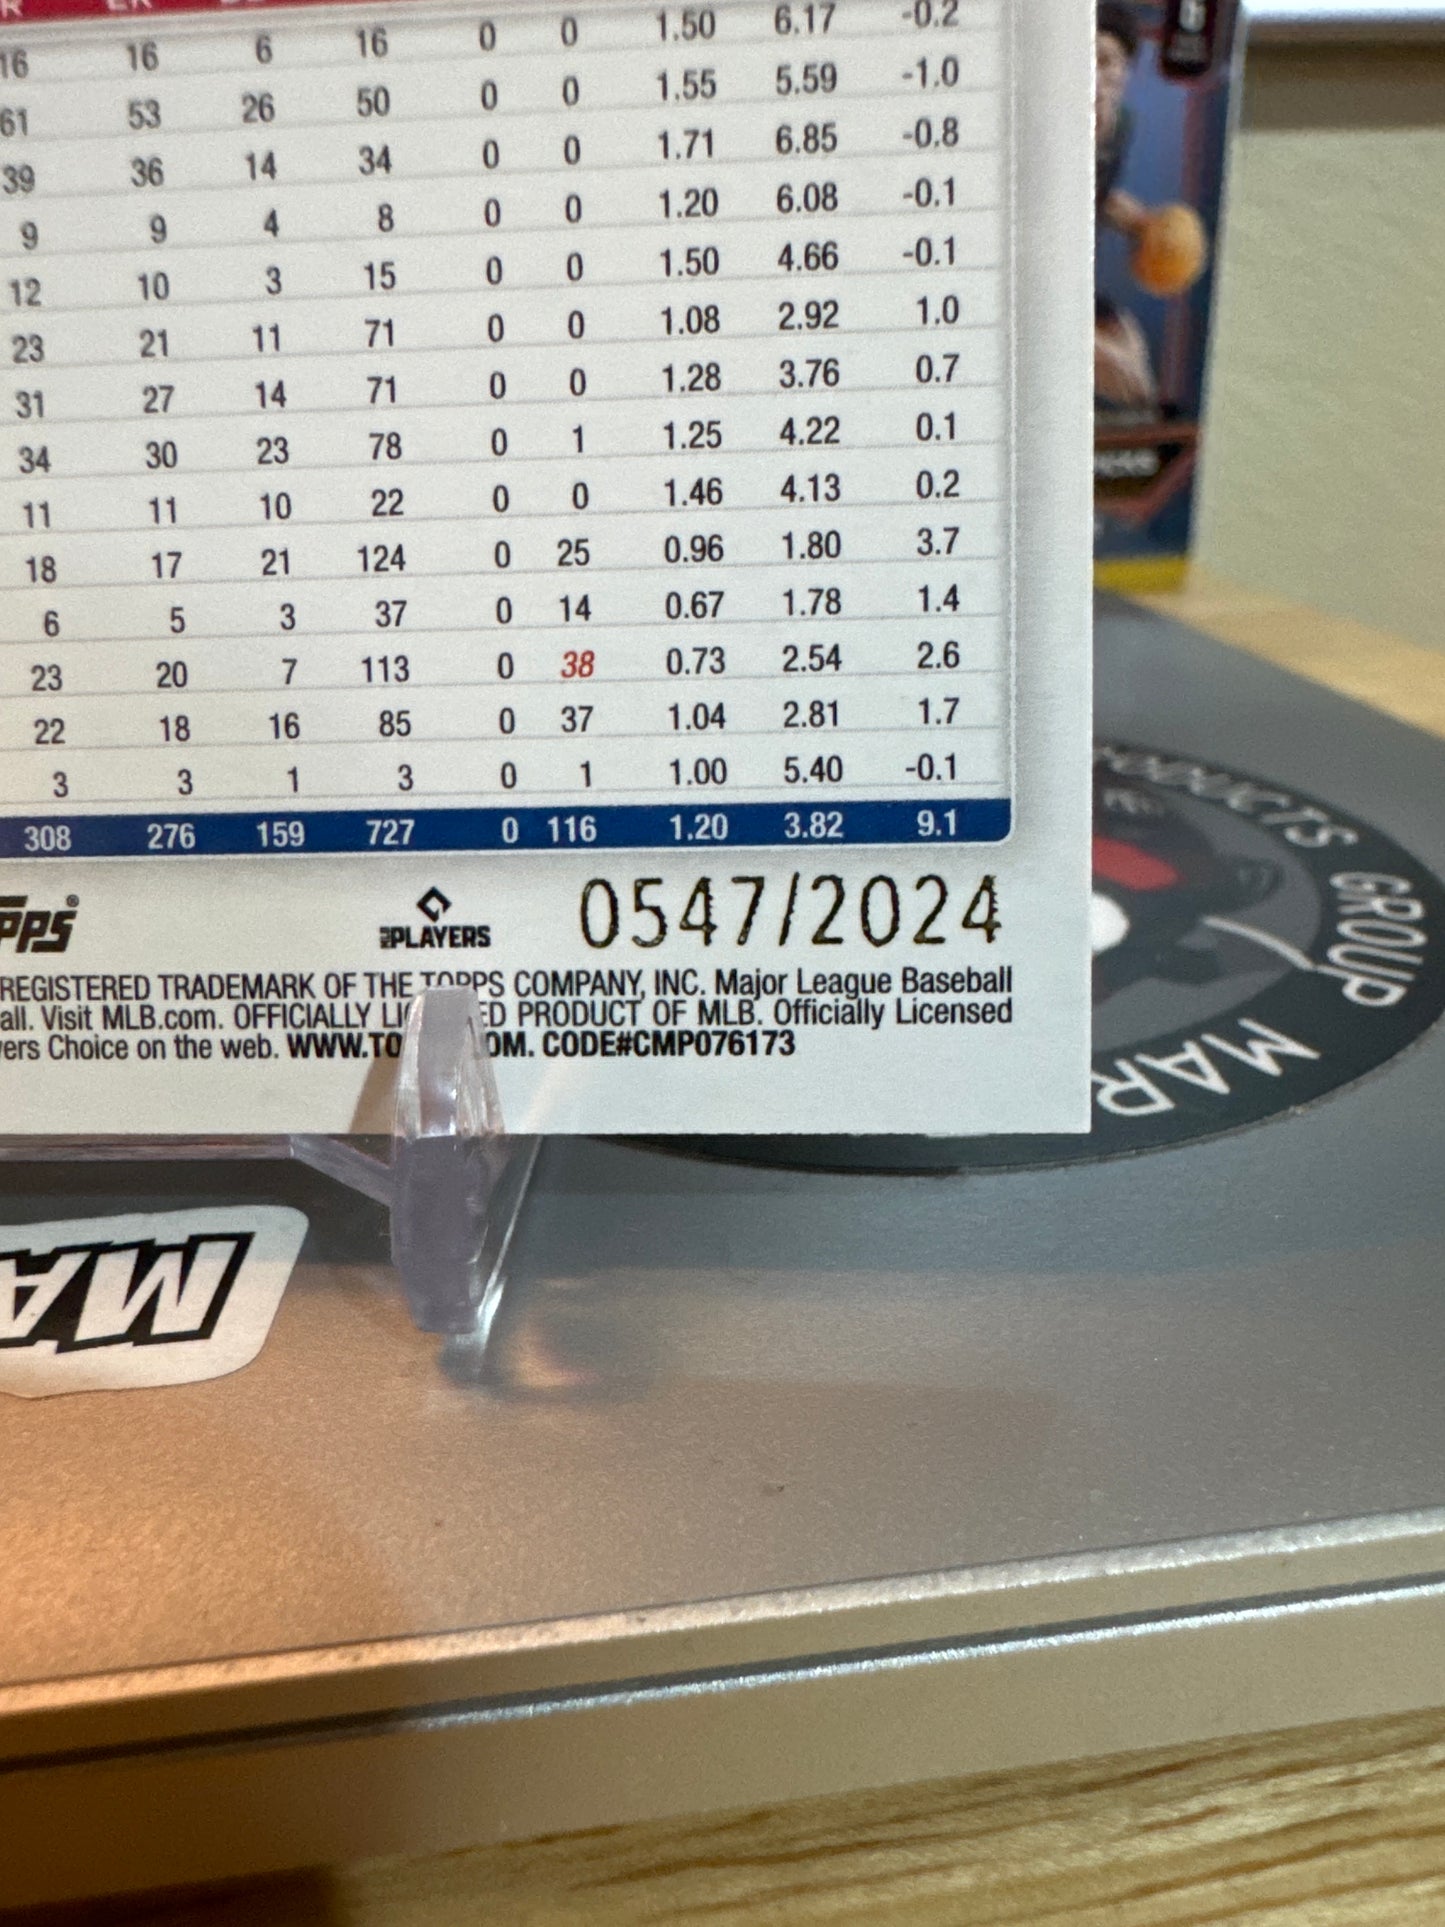 16 16 6 16 0 0 1.50 6.17 -0.2
61 53 26 50 0 0 1.55 5.59 -1.0
39 36 14 34 0 0 1.71 6.85 -0.8
9 9 4 8 0 0 1.20 6.08 -0.1
12 10 3 15 0 0 1.50 4.66 -0.1
23 21 11 71 0 0 1.08 2.92 1.0
31 27 14 71 0 0 1.28 3.76 0.7
34 30 23 78 0 1 1.25 4.22 0.1
11 11 10 22 0 0 1.46 4.13 0.2
18 17 21 124 0 25 0.96 1.80 3.7
6 5 3 37 0 14 0.67 1.78 1.4
23 20 7 113 0 38 0.73 2.54 2.6
22 18 16 85 0 37 1.04 2.81 1.7
3 3 1 3 0 1 1.00 5.40 -0.1
308 276 159 727 0 116 1.20 3.82 9.1
PPS® PLAYERS 0547/2024
REGISTERED TRADEMARK OF THE TOPPS COMPANY, INC. Major League Baseball
all. Visit MLB.com. OFFICIALLY LI ED PRODUCT OF MLB. Officially Licensed
ers Choice on the web. WWW.TO OM. CODE#CMP076173
ODUCTS GROUP
MAR
MA